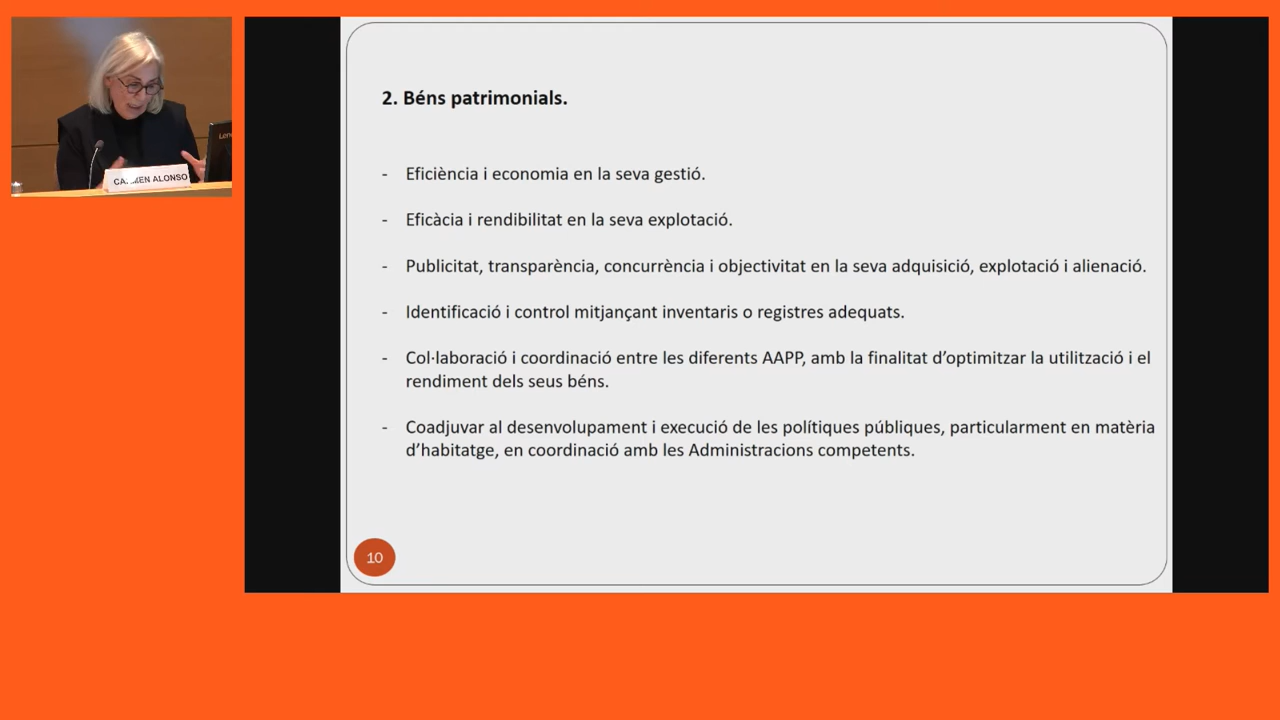 CARMEN ALONSO
2. Béns patrimonials.
- Eficiència i economia en la seva gestió.
- Eficàcia i rendibilitat en la seva explotació.
- Publicitat, transparència, concurrència i objectivitat en la seva adquisició, explotació i alienació.
- Identificació i control mitjançant inventaris o registres adequats.
- Col·laboració i coordinació entre les diferents AAPP, amb la finalitat d’optimitzar la utilització i el
rendiment dels seus béns.
- Coadjuvar al desenvolupament i execució de les polítiques públiques, particularment en matèria
d’habitatge, en coordinació amb les Administracions competents.
10